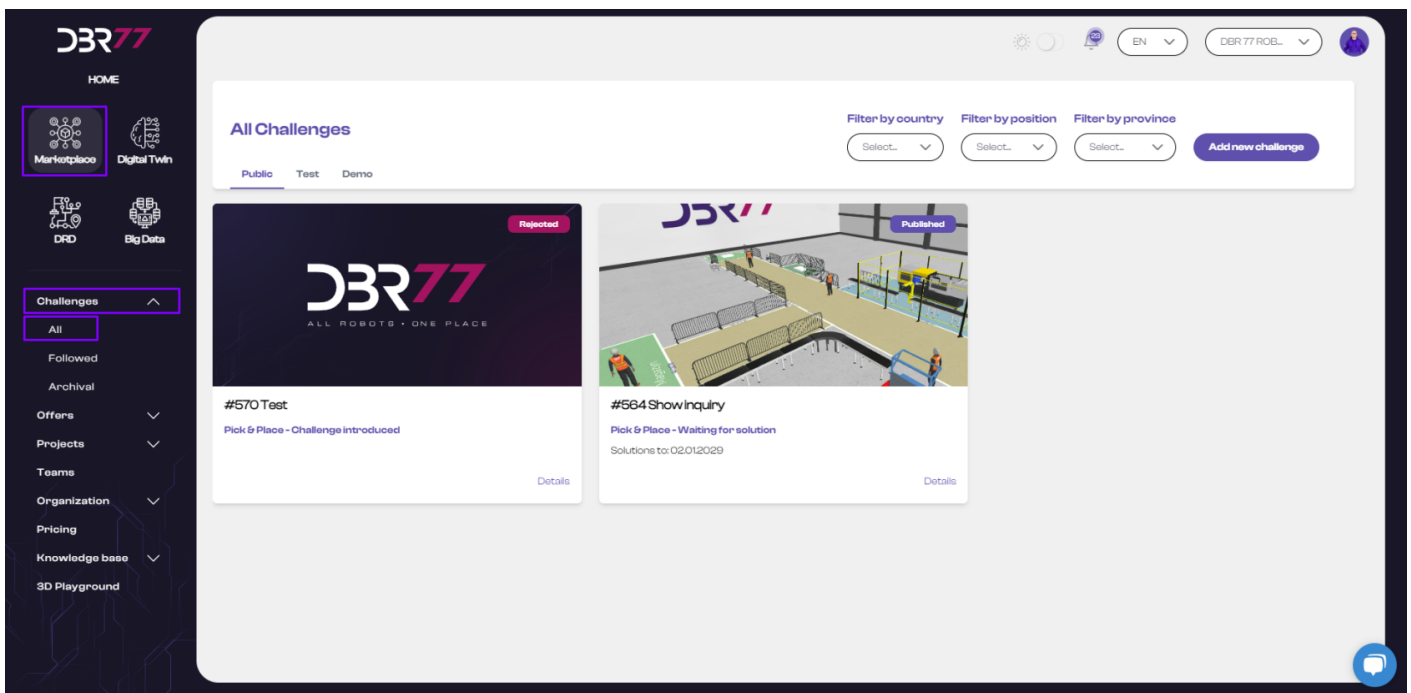 DBR77
HOME
Marketplace
Digital Twin
DRD
Big Data
Challenges
All
Followed
Archival
Offers
Projects
Teams
Organization
Pricing
Knowledge base
3D Playground
23
EN
DBR 77 ROB...
All Challenges
Public Test Demo
Filter by country
Select...
Filter by position
Select...
Filter by province
Select...
Add new challenge
Rejected
DBR77
ALL ROBOTS • ONE PLACE
#570 Test
Pick & Place - Challenge introduced
Details
DBR77
Published
#564 Show inquiry
Pick & Place - Waiting for solution
Solutions to: 02.01.2029
Details